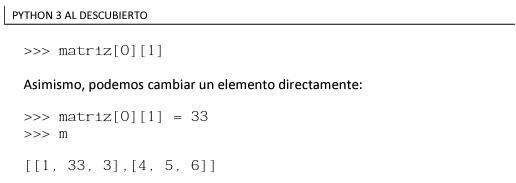 PYTHON 3 AL DESCUBIERTO
>>> matriz[0][1]
Asimismo, podemos cambiar un elemento directamente:
>>> matriz[0][1] = 33
>>> m
[[1, 33, 3],[4, 5, 6]]